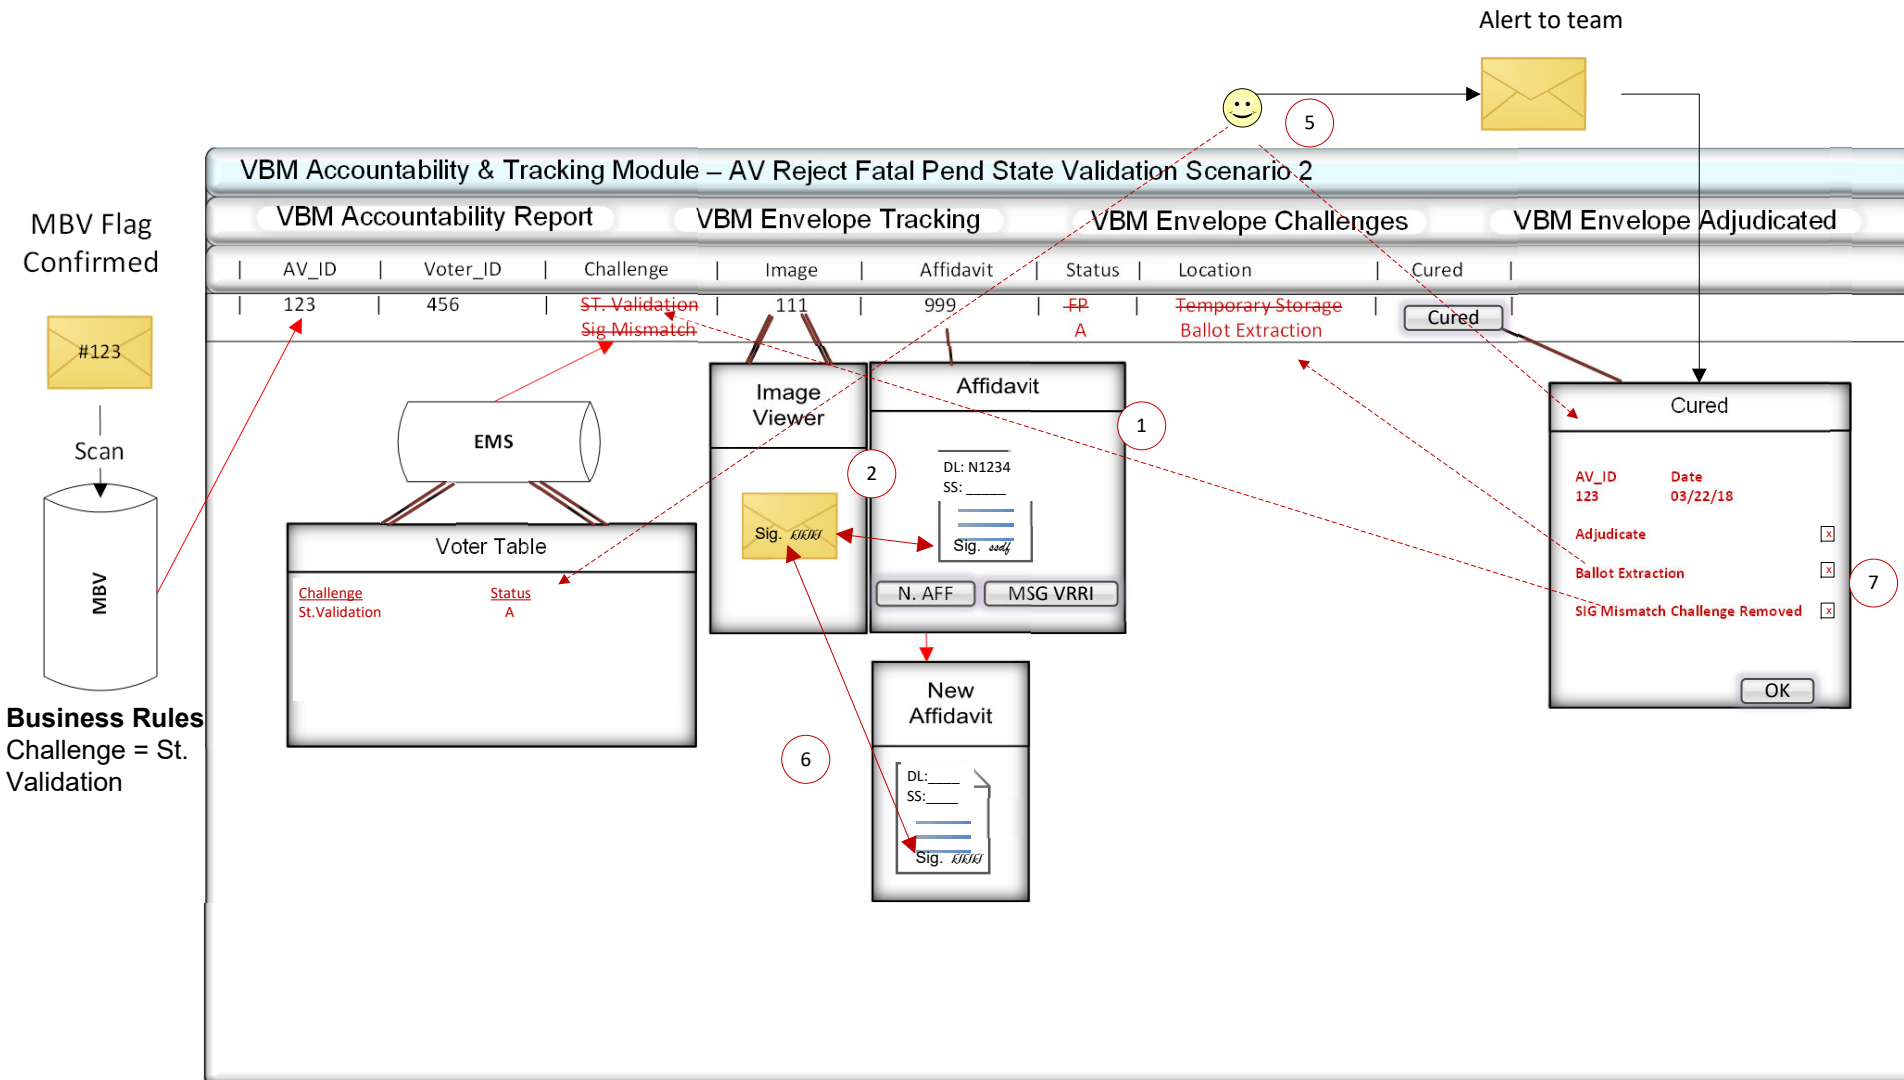 Alert to team
5
VBM Accountability & Tracking Module – AV Reject Fatal Pend State Validation Scenario 2
VBM Accountability Report
VBM Envelope Tracking
VBM Envelope Challenges
VBM Envelope Adjudicated
MBV Flag
Confirmed
| AV_ID | Voter_ID | Challenge | Image | Affidavit | Status | Location | Cured |
| 123 | 456 | ST. Validation | 111 | 999 | FP | Temporary Storage | Cured |
Sig Mismatch A Ballot Extraction
#123
Scan
MBV
Business Rules
Challenge = St.
Validation
EMS
Voter Table
Challenge Status
St.Validation A
Image
Viewer
Sig.
2
Affidavit
1
DL: N1234
SS: _____
Sig. ssdf
N. AFF
MSG VRRI
6
New
Affidavit
DL:____
SS:____
Sig.
Cured
AV_ID Date
123 03/22/18
Adjudicate x
Ballot Extraction x
SIG Mismatch Challenge Removed x
7
OK